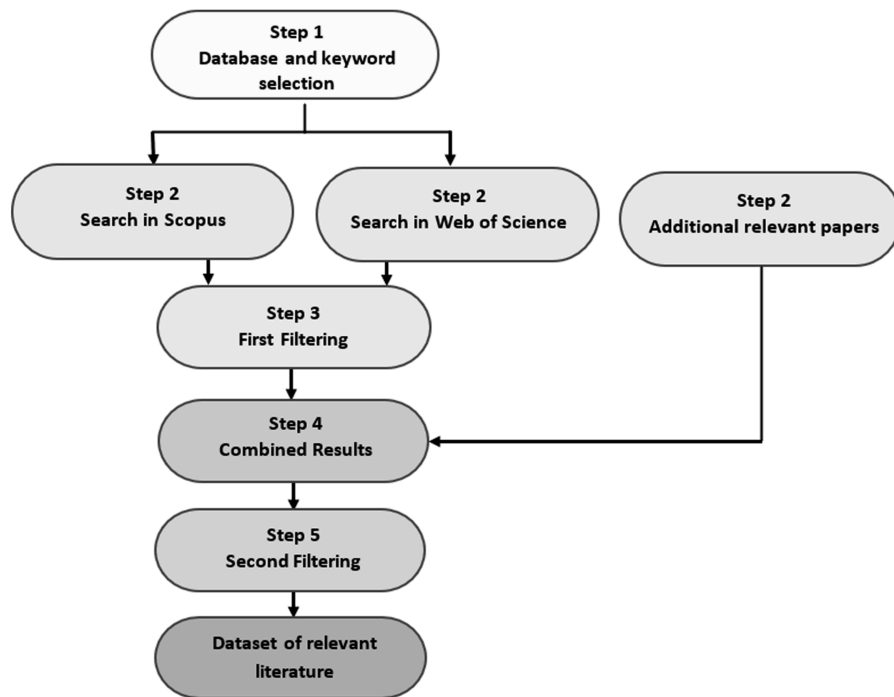 Step 1
Database and keyword
selection
Step 2
Search in Scopus
Step 2
Search in Web of Science
Step 2
Additional relevant papers
Step 3
First Filtering
Step 4
Combined Results
Step 5
Second Filtering
Dataset of relevant
literature